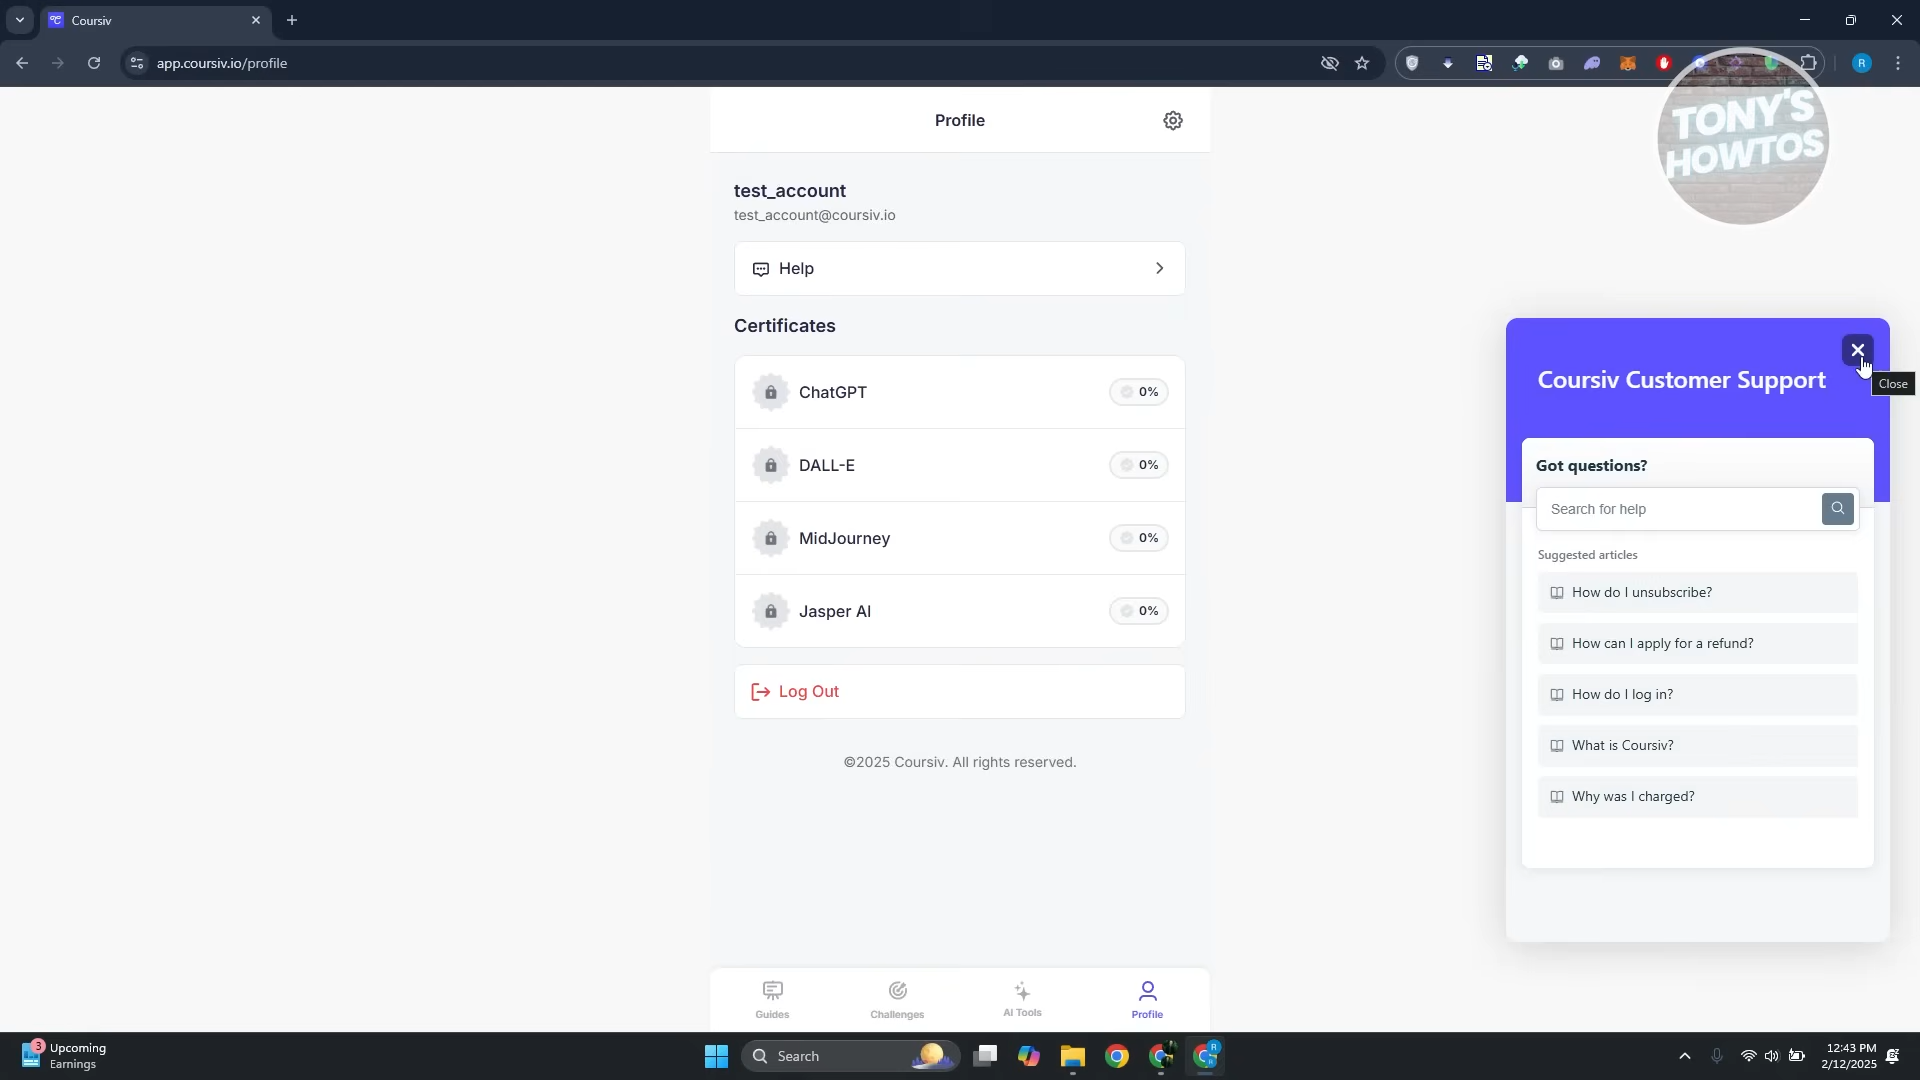 Coursiv
app.coursiv.io/profile
R
TONY'S
HOWTOS
Profile
test_account
test_account@coursiv.io
Help
Certificates
ChatGPT
0%
DALL-E
0%
MidJourney
0%
Jasper AI
0%
Log Out
©2025 Coursiv. All rights reserved.
Coursiv Customer Support
Close
Got questions?
Search for help
Suggested articles
How do I unsubscribe?
How can I apply for a refund?
How do I log in?
What is Coursiv?
Why was I charged?
Guides
Challenges
AI Tools
Profile
3
Upcoming
Earnings
Search
R
12:43 PM
2/12/2025